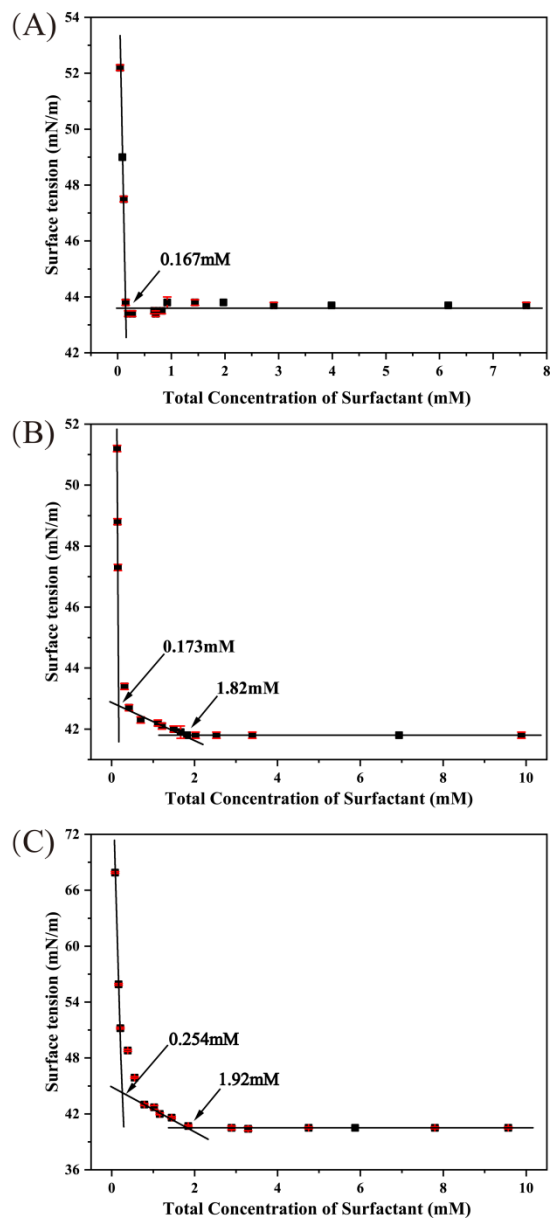 (A)
54
52
50
48
46
44
42
Surface tension (mN/m)
0.167mM
0 1 2 3 4 5 6 7 8
Total Concentration of Surfactant (mM)
(B)
52
50
48
46
44
42
Surface tension (mN/m)
0.173mM
1.82mM
0 2 4 6 8 10
Total Concentration of Surfactant (mM)
(C)
72
66
60
54
48
42
36
Surface tension (mN/m)
0.254mM
1.92mM
0 2 4 6 8 10
Total Concentration of Surfactant (mM)